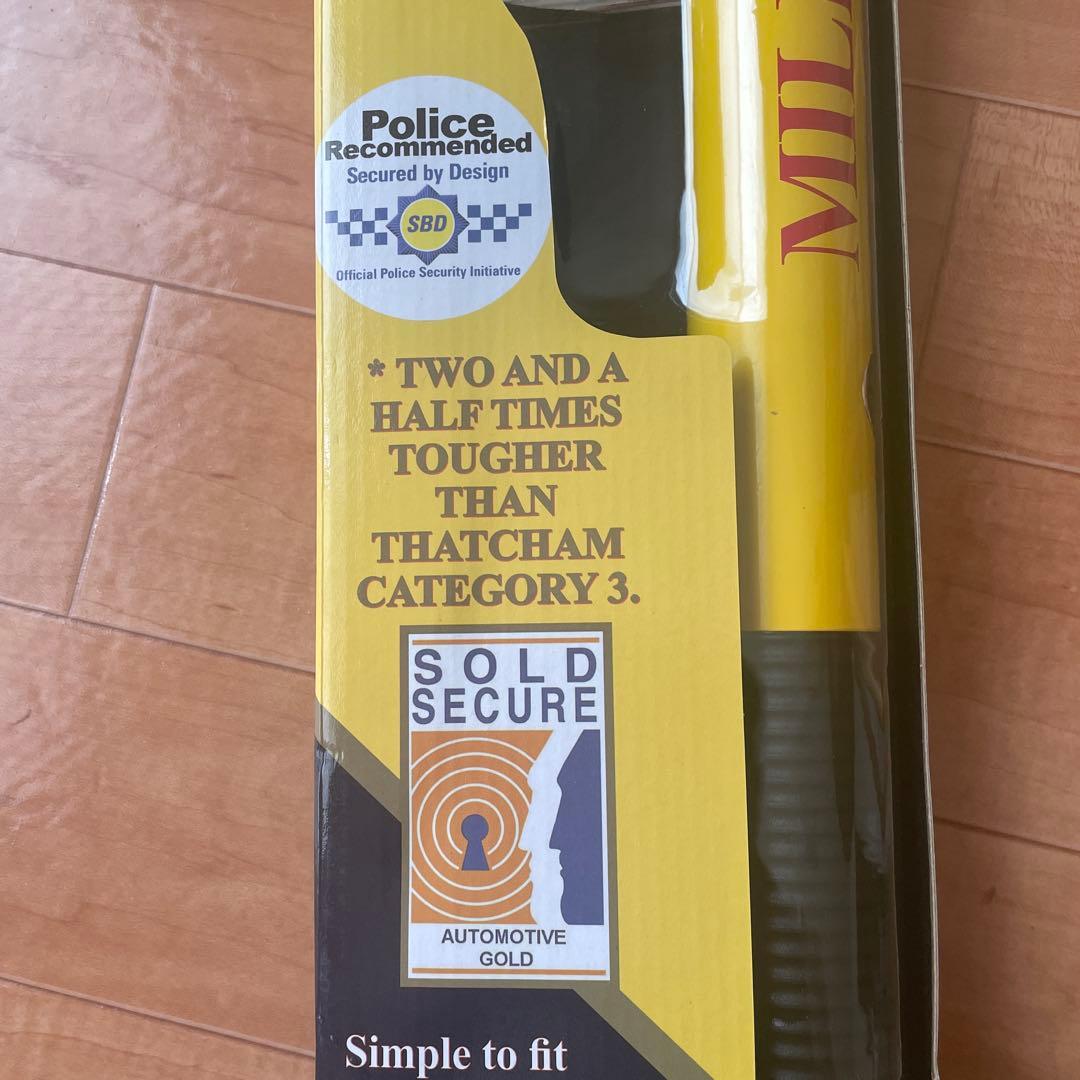 Police
Recommended
Secured by Design
SBD
Official Police Security Initiative
MIL
* TWO AND A
HALF TIMES
TOUGHER
THAN
THATCHAM
CATEGORY 3.
SOLD
SECURE
AUTOMOTIVE
GOLD
Simple to fit